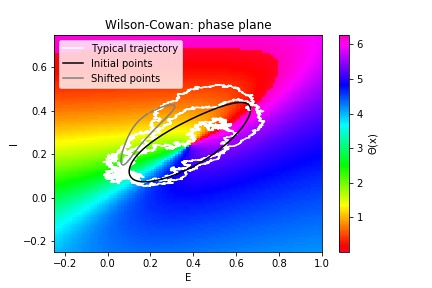 Wilson-Cowan: phase plane
Typical trajectory
Initial points
Shifted points
0.6
0.4
0.2
0.0
−0.2
I
−0.2
0.0
0.2
0.4
0.6
0.8
1.0
E
6
5
4
3
2
1
Θ(x)